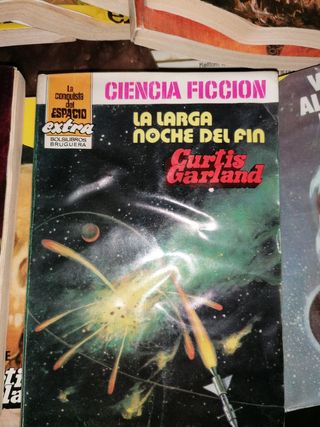 La
conquista
del
ESPACIO
extra
BOLSILIBROS
BRUGUERA
CIENCIA FICCION
LA LARGA
NOCHE DEL FIN
Curtis
Garland